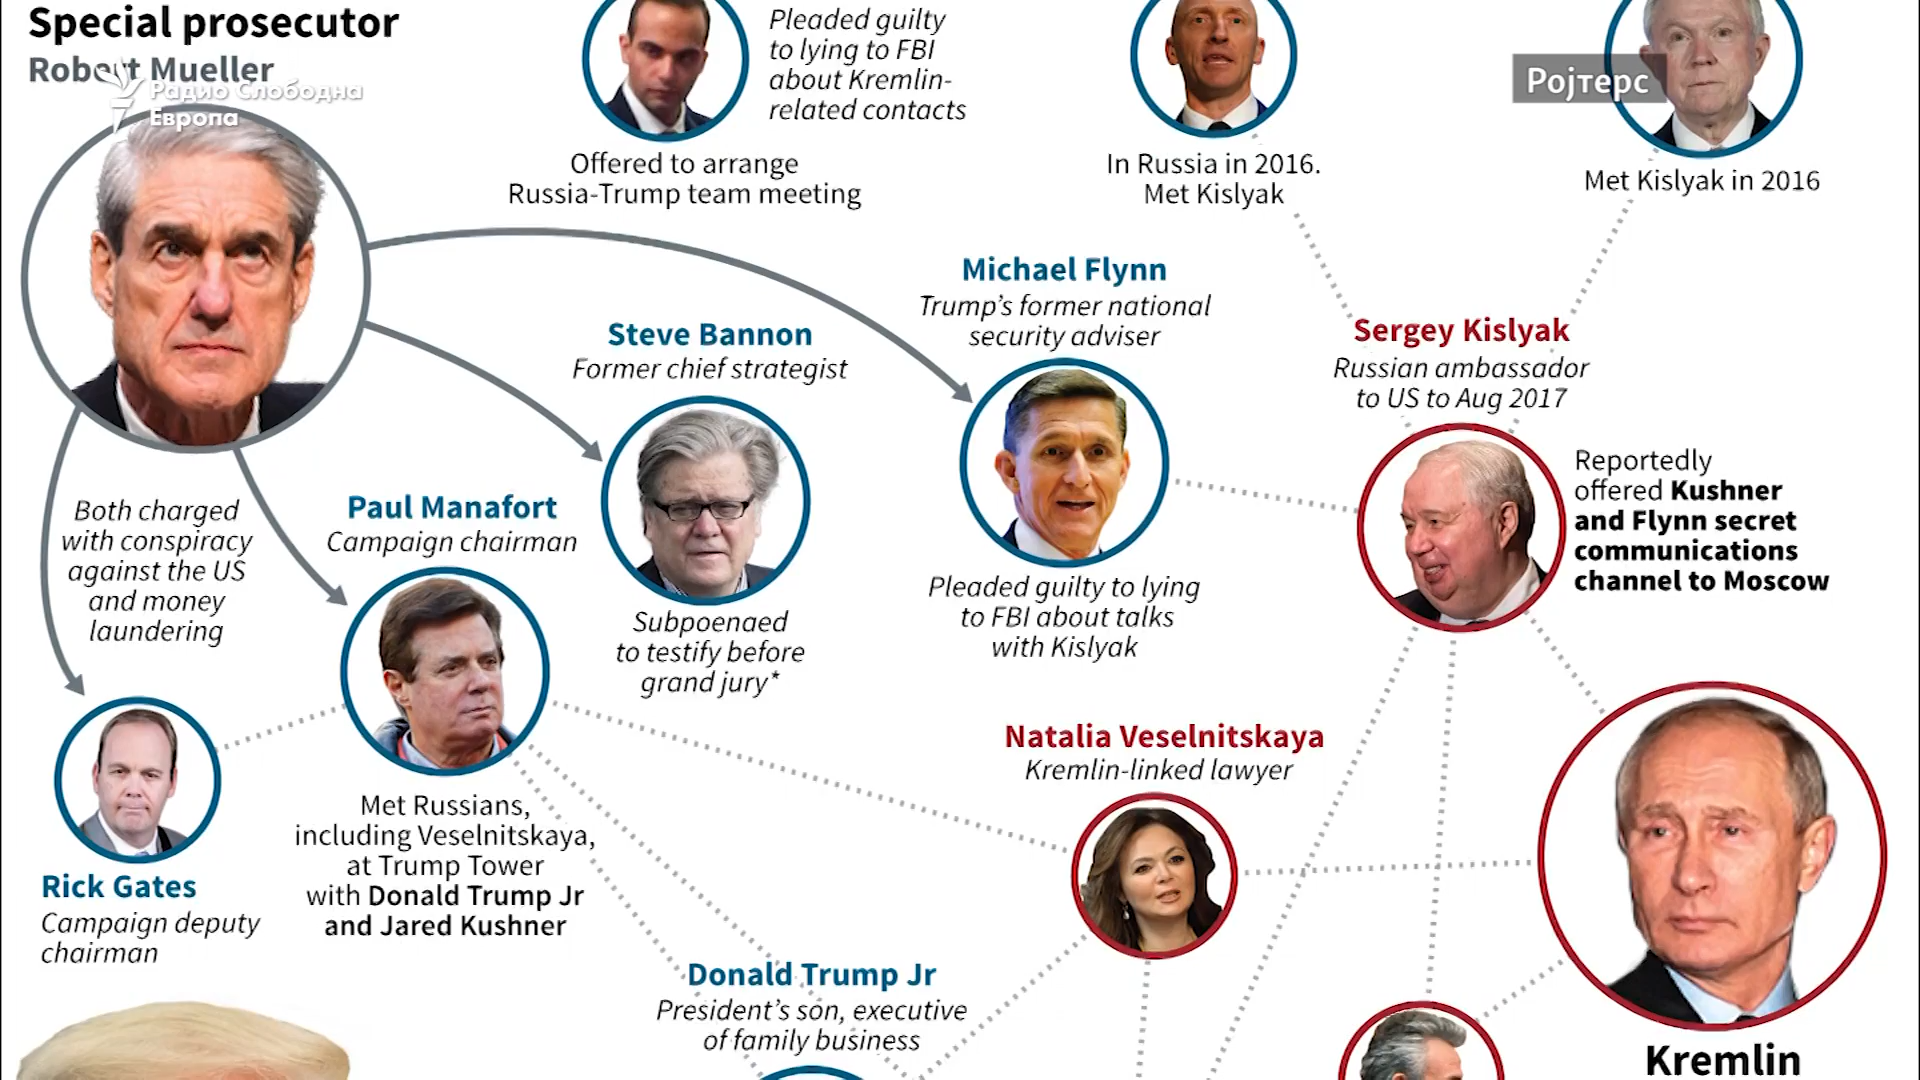 Special prosecutor
Robert Mueller
Радио Слободна
Европа
Pleaded guilty
to lying to FBI
about Kremlin-
related contacts
Offered to arrange
Russia-Trump team meeting
In Russia in 2016.
Met Kislyak
Ројтерс
Met Kislyak in 2016
Michael Flynn
Trump’s former national
security adviser
Steve Bannon
Former chief strategist
Sergey Kislyak
Russian ambassador
to US to Aug 2017
Reportedly
offered Kushner
and Flynn secret
communications
channel to Moscow
Both charged
with conspiracy
against the US
and money
laundering
Paul Manafort
Campaign chairman
Subpoenaed
to testify before
grand jury*
Pleaded guilty to lying
to FBI about talks
with Kislyak
Natalia Veselnitskaya
Kremlin-linked lawyer
Met Russians,
including Veselnitskaya,
at Trump Tower
with Donald Trump Jr
and Jared Kushner
Rick Gates
Campaign deputy
chairman
Donald Trump Jr
President’s son, executive
of family business
Kremlin